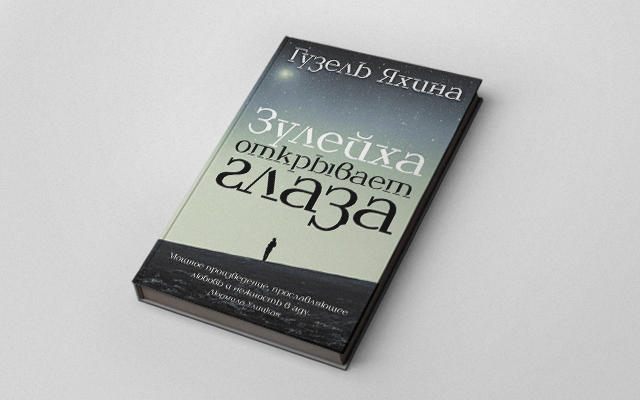 Гузель Яхина
Зулейха
открывает
глаза
Мощное произведение, прославляющее
любовь и нежность в аду.
Людмила Улицкая